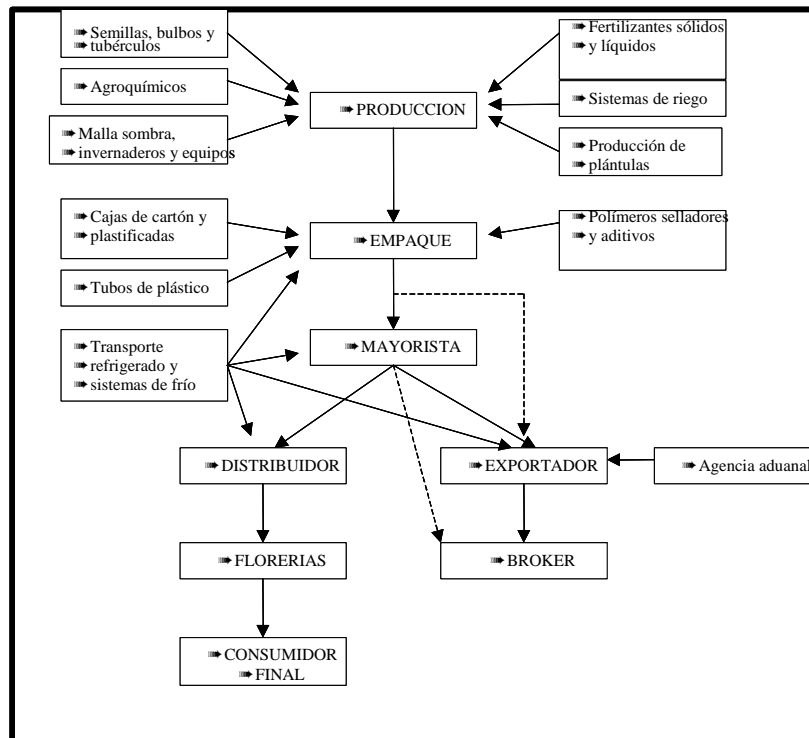 Semillas, bulbos y
tubérculos
Fertilizantes sólidos
y líquidos
Agroquímicos
PRODUCCION
Sistemas de riego
Malla sombra,
invernaderos y equipos
Producción de
plántulas
Cajas de cartón y
plastificadas
EMPAQUE
Polímeros selladores
y aditivos
Tubos de plástico
Transporte
refrigerado y
sistemas de frío
MAYORISTA
DISTRIBUIDOR
EXPORTADOR
Agencia aduanal
FLORERIAS
BROKER
CONSUMIDOR
FINAL